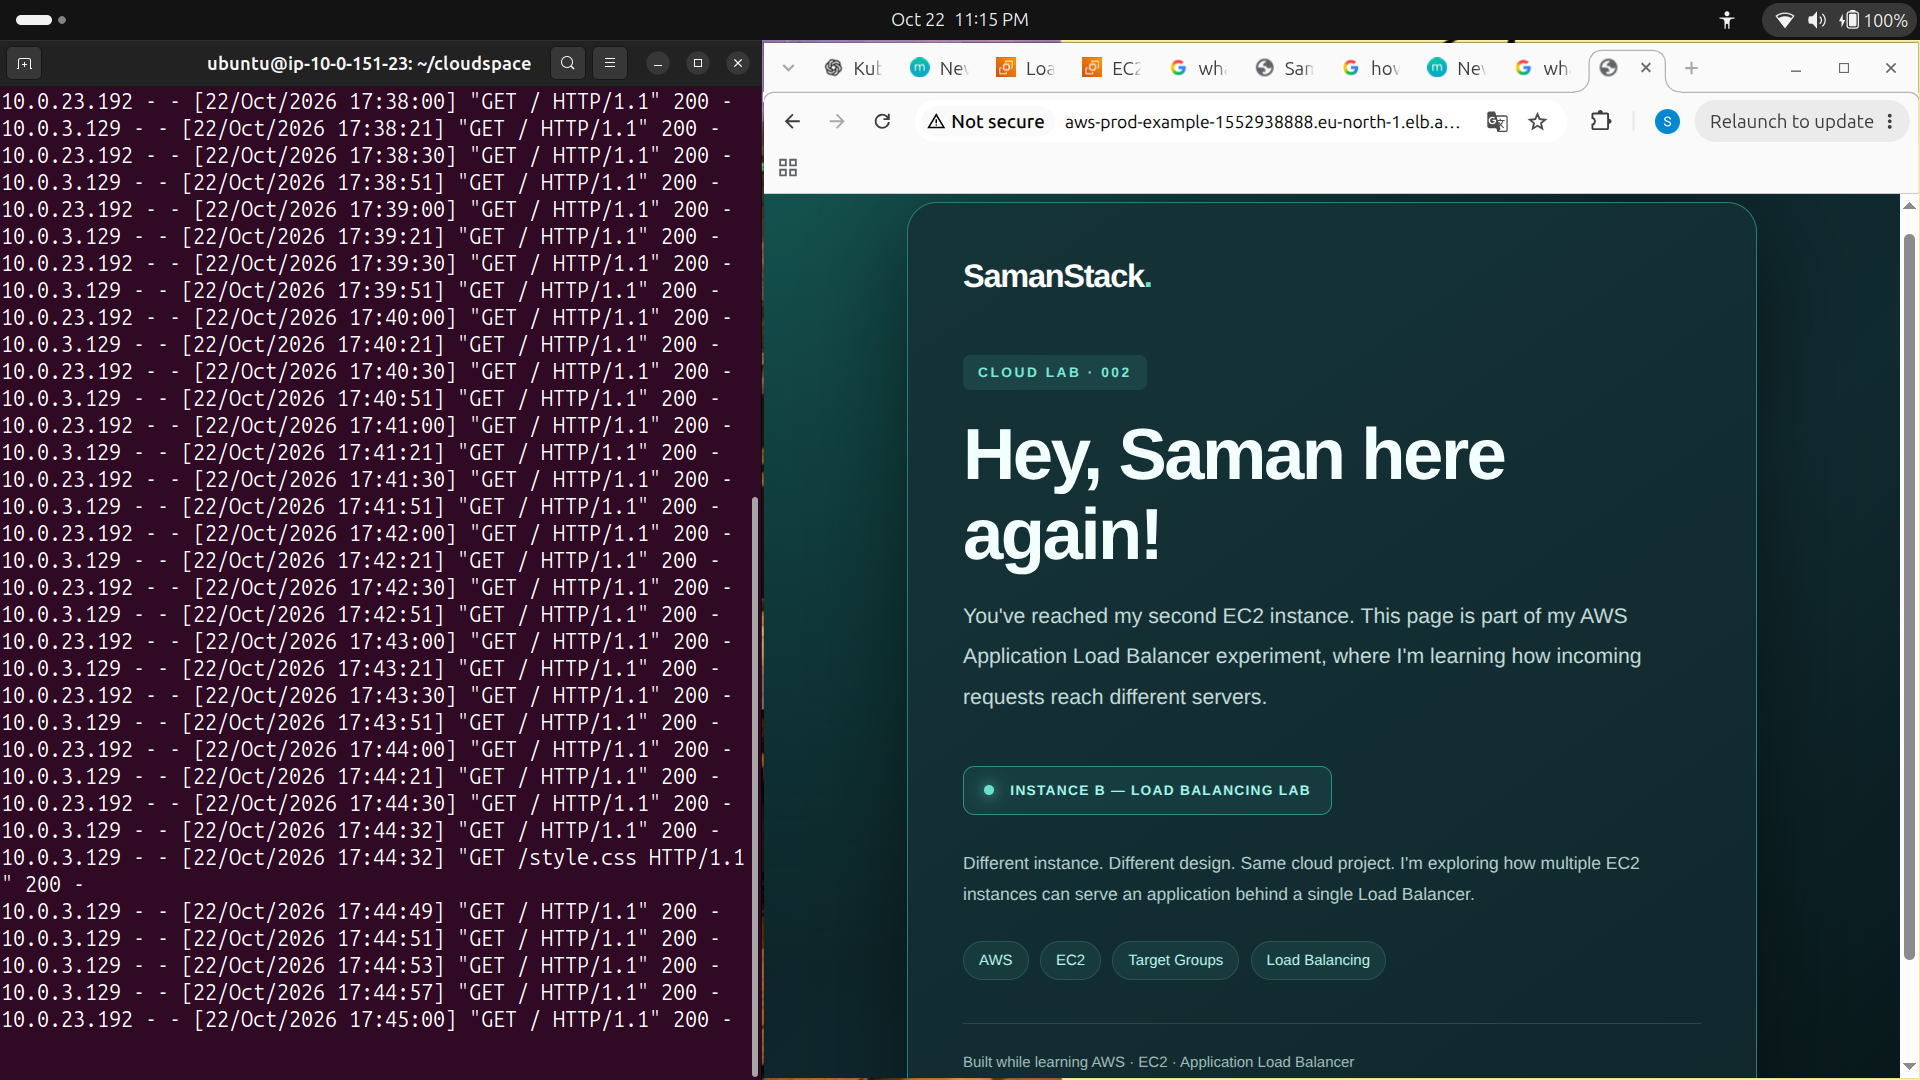 Oct 22 11:15 PM
100%
ubuntu@ip-10-0-151-23: ~/cloudspace
10.0.23.192 - - [22/Oct/2026 17:38:00] "GET / HTTP/1.1" 200 -
10.0.3.129 - - [22/Oct/2026 17:38:21] "GET / HTTP/1.1" 200 -
10.0.23.192 - - [22/Oct/2026 17:38:30] "GET / HTTP/1.1" 200 -
10.0.3.129 - - [22/Oct/2026 17:38:51] "GET / HTTP/1.1" 200 -
10.0.23.192 - - [22/Oct/2026 17:39:00] "GET / HTTP/1.1" 200 -
10.0.3.129 - - [22/Oct/2026 17:39:21] "GET / HTTP/1.1" 200 -
10.0.23.192 - - [22/Oct/2026 17:39:30] "GET / HTTP/1.1" 200 -
10.0.3.129 - - [22/Oct/2026 17:39:51] "GET / HTTP/1.1" 200 -
10.0.23.192 - - [22/Oct/2026 17:40:00] "GET / HTTP/1.1" 200 -
10.0.3.129 - - [22/Oct/2026 17:40:21] "GET / HTTP/1.1" 200 -
10.0.23.192 - - [22/Oct/2026 17:40:30] "GET / HTTP/1.1" 200 -
10.0.3.129 - - [22/Oct/2026 17:40:51] "GET / HTTP/1.1" 200 -
10.0.23.192 - - [22/Oct/2026 17:41:00] "GET / HTTP/1.1" 200 -
10.0.3.129 - - [22/Oct/2026 17:41:21] "GET / HTTP/1.1" 200 -
10.0.23.192 - - [22/Oct/2026 17:41:30] "GET / HTTP/1.1" 200 -
10.0.3.129 - - [22/Oct/2026 17:41:51] "GET / HTTP/1.1" 200 -
10.0.23.192 - - [22/Oct/2026 17:42:00] "GET / HTTP/1.1" 200 -
10.0.3.129 - - [22/Oct/2026 17:42:21] "GET / HTTP/1.1" 200 -
10.0.23.192 - - [22/Oct/2026 17:42:30] "GET / HTTP/1.1" 200 -
10.0.3.129 - - [22/Oct/2026 17:42:51] "GET / HTTP/1.1" 200 -
10.0.23.192 - - [22/Oct/2026 17:43:00] "GET / HTTP/1.1" 200 -
10.0.3.129 - - [22/Oct/2026 17:43:21] "GET / HTTP/1.1" 200 -
10.0.23.192 - - [22/Oct/2026 17:43:30] "GET / HTTP/1.1" 200 -
10.0.3.129 - - [22/Oct/2026 17:43:51] "GET / HTTP/1.1" 200 -
10.0.23.192 - - [22/Oct/2026 17:44:00] "GET / HTTP/1.1" 200 -
10.0.3.129 - - [22/Oct/2026 17:44:21] "GET / HTTP/1.1" 200 -
10.0.23.192 - - [22/Oct/2026 17:44:30] "GET / HTTP/1.1" 200 -
10.0.3.129 - - [22/Oct/2026 17:44:32] "GET / HTTP/1.1" 200 -
10.0.3.129 - - [22/Oct/2026 17:44:32] "GET /style.css HTTP/1.1
" 200 -
10.0.3.129 - - [22/Oct/2026 17:44:49] "GET / HTTP/1.1" 200 -
10.0.3.129 - - [22/Oct/2026 17:44:51] "GET / HTTP/1.1" 200 -
10.0.3.129 - - [22/Oct/2026 17:44:53] "GET / HTTP/1.1" 200 -
10.0.3.129 - - [22/Oct/2026 17:44:57] "GET / HTTP/1.1" 200 -
10.0.23.192 - - [22/Oct/2026 17:45:00] "GET / HTTP/1.1" 200 -
Kub New Loa EC2 wha San how New wh
Not secure aws-prod-example-1552938888.eu-north-1.elb.a... S Relaunch to update
SamanStack.
CLOUD LAB · 002
Hey, Saman here
again!
You've reached my second EC2 instance. This page is part of my AWS
Application Load Balancer experiment, where I'm learning how incoming
requests reach different servers.
INSTANCE B — LOAD BALANCING LAB
Different instance. Different design. Same cloud project. I'm exploring how multiple EC2
instances can serve an application behind a single Load Balancer.
AWS EC2 Target Groups Load Balancing
Built while learning AWS · EC2 · Application Load Balancer